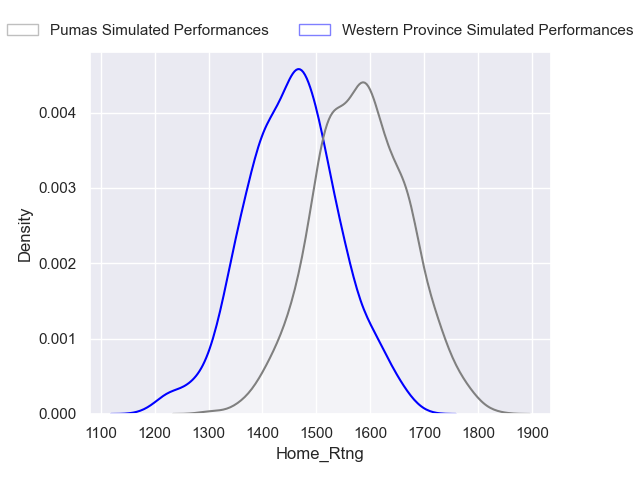 Pumas Simulated Performances Western Province Simulated Performances
0.004
0.003
0.002
0.001
0.000
Density
1100 1200 1300 1400 1500 1600 1700 1800 1900
Home_Rtng